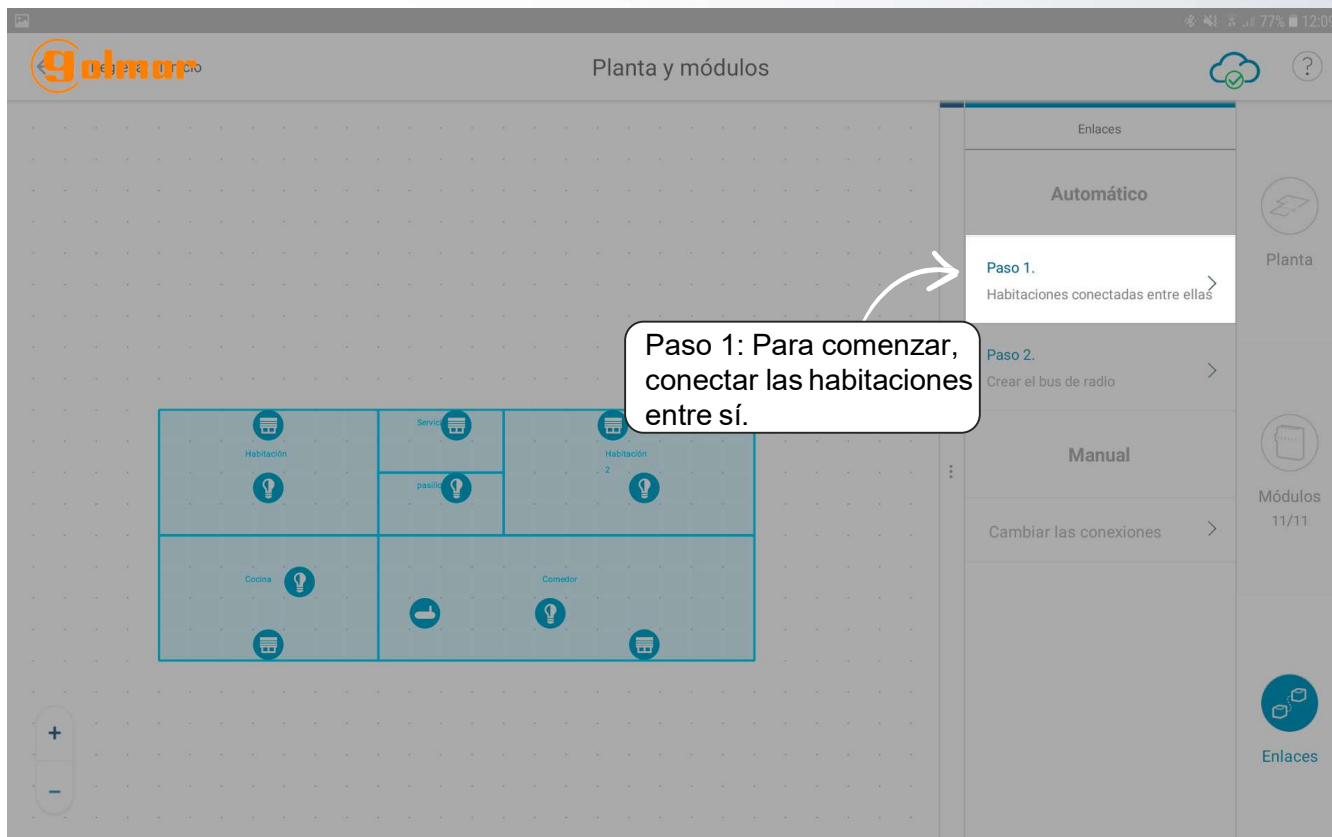 77% 12:09
golmar
Planta y módulos
?
Enlaces
Automático
Paso 1.
Habitaciones conectadas entre ellas
Planta
Paso 1: Para comenzar,
conectar las habitaciones
entre sí.
Paso 2.
Crear el bus de radio
Manual
Módulos
11/11
Cambiar las conexiones
Habitación
Servici
Habitación
2
pasillo
Cocina
Comedor
+
−
Enlaces